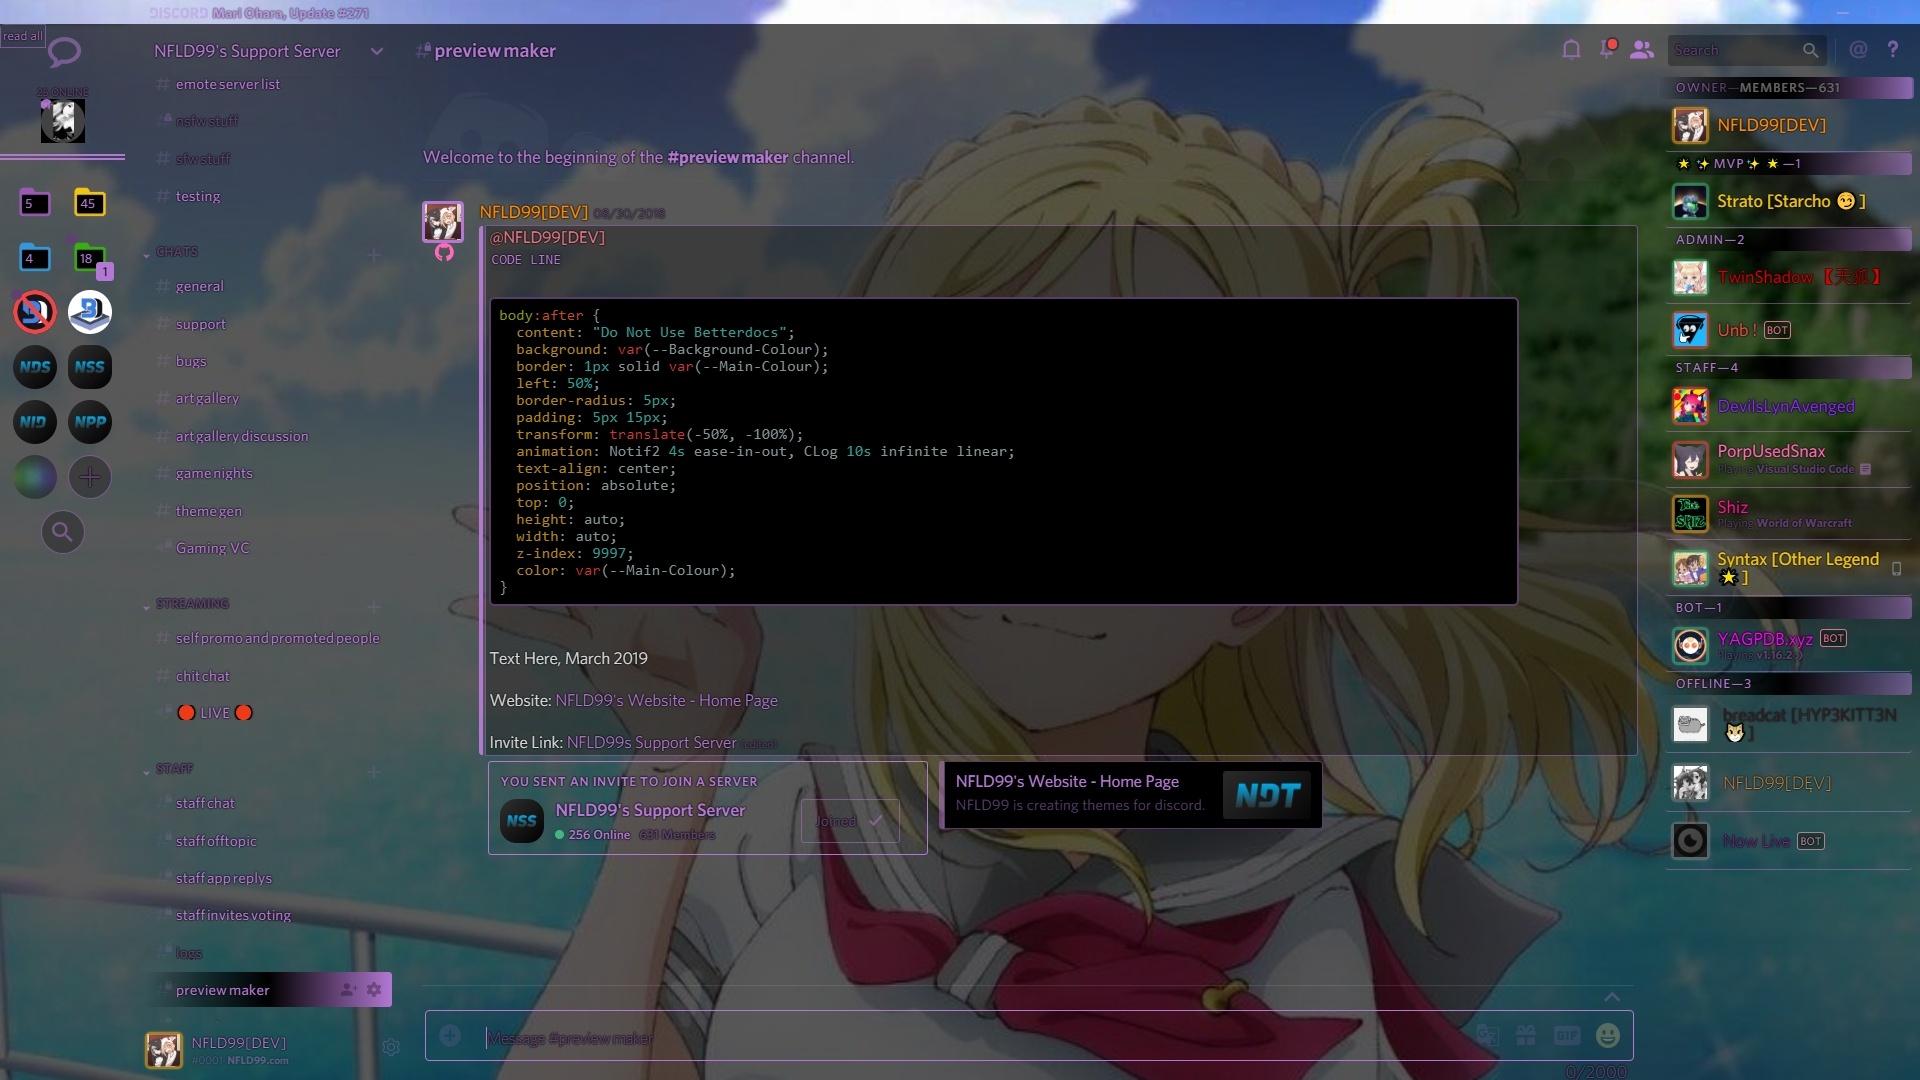 DISCORD Mari Ohara, Update #271
read all
25 ONLINE
5
45
4
18
1
NDS
NSS
NID
NPP
NFLD99's Support Server
emote server list
nsfw stuff
sfw stuff
testing
CHATS
general
support
bugs
art gallery
art gallery discussion
game nights
theme gen
Gaming VC
STREAMING
self promo and promoted people
chit chat
LIVE
STAFF
staff chat
staff offtopic
staff app replys
staff invites voting
logs
preview maker
NFLD99[DEV]
#0001 NFLD99.com
preview maker
Search
Welcome to the beginning of the #preview maker channel.
NFLD99[DEV] 08/30/2018
@NFLD99[DEV]
CODE LINE
body:after {
content: "Do Not Use Betterdocs";
background: var(--Background-Colour);
border: 1px solid var(--Main-Colour);
left: 50%;
border-radius: 5px;
padding: 5px 15px;
transform: translate(-50%, -100%);
animation: Notif2 4s ease-in-out, CLog 10s infinite linear;
text-align: center;
position: absolute;
top: 0;
height: auto;
width: auto;
z-index: 9997;
color: var(--Main-Colour);
}
Text Here, March 2019
Website: NFLD99's Website - Home Page
Invite Link: NFLD99s Support Server (edited)
YOU SENT AN INVITE TO JOIN A SERVER
NSS
NFLD99's Support Server
256 Online 631 Members
Joined
NFLD99's Website - Home Page
NFLD99 is creating themes for discord.
NDT
Message #preview maker
GIF
0/2000
OWNER—MEMBERS—631
NFLD99[DEV]
MVP —1
Strato [Starcho 😏]
ADMIN—2
TwinShadow 【天狐】
Unb ! BOT
STAFF—4
DevilsLynAvenged
PorpUsedSnax
Playing Visual Studio Code
The SHIZ
Shiz
Playing World of Warcraft
Syntax [Other Legend
🌟]
BOT—1
YAGPDB.xyz BOT
Playing v1.16.2 :)
OFFLINE—3
breadcat [HYP3KITT3N
🐱]
NFLD99[DEV]
Now Live BOT